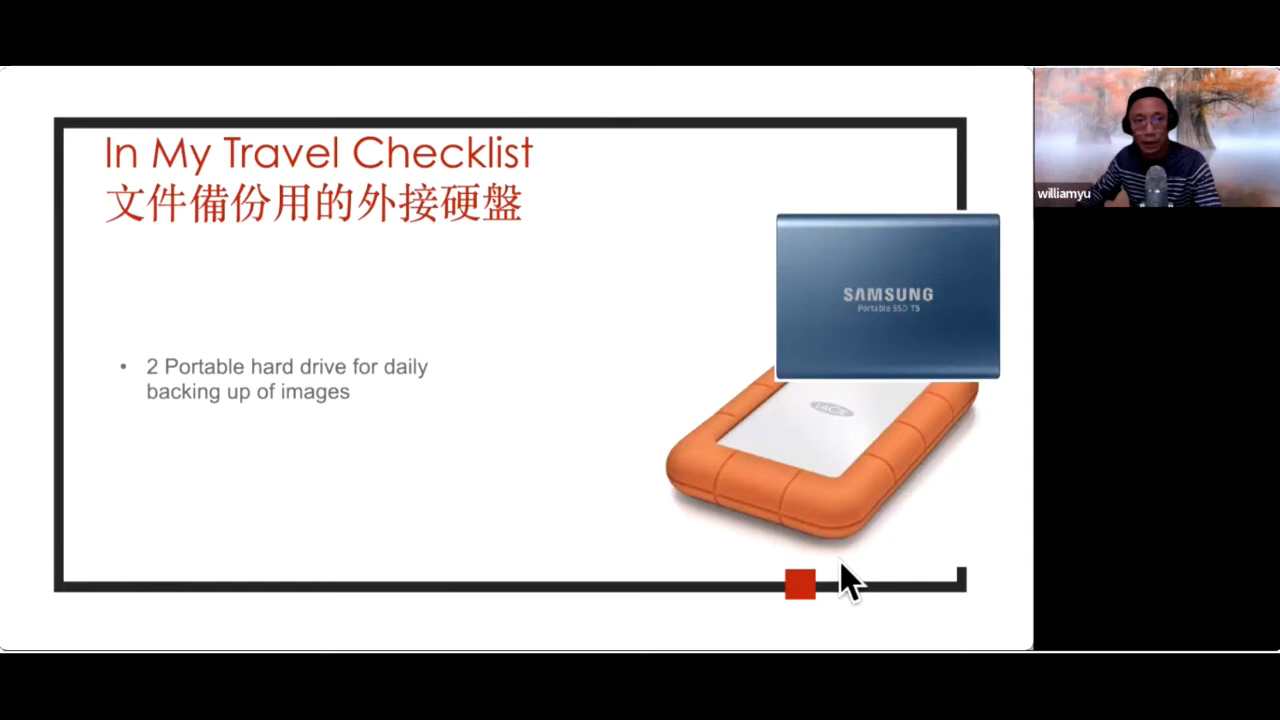 In My Travel Checklist
文件備份用的外接硬盤
2 Portable hard drive for daily
backing up of images
SAMSUNG
Portable SSD T5
LACIE
williamyu